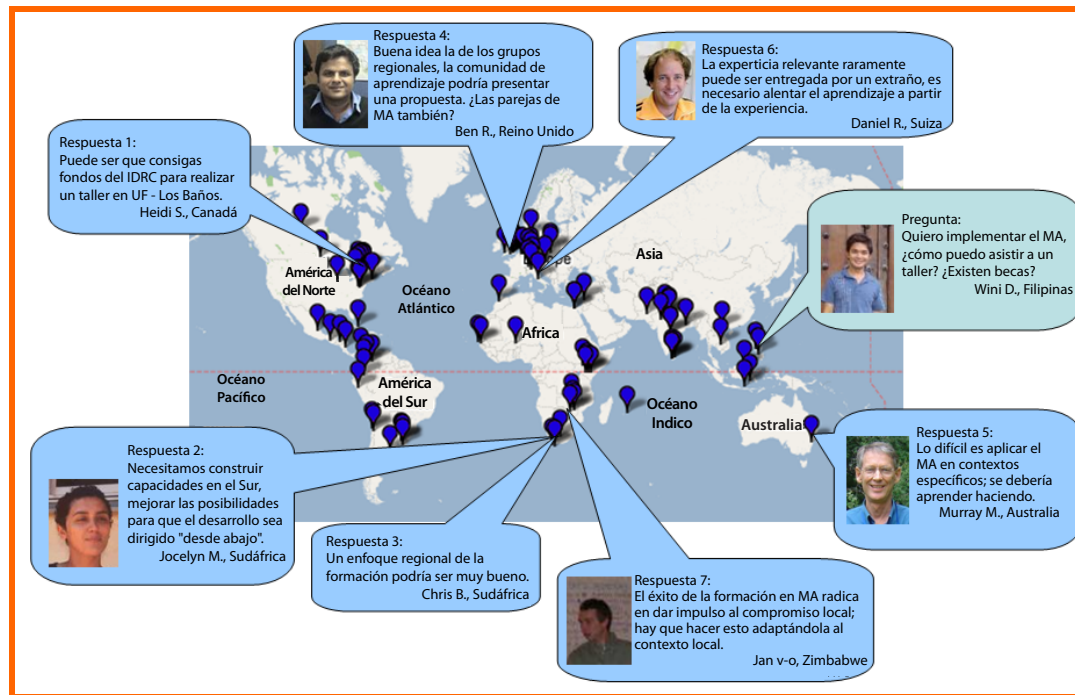 Respuesta 4:
Buena idea la de los grupos
regionales, la comunidad de
aprendizaje podría presentar
una propuesta. ¿Las parejas de
MA también?
Ben R., Reino Unido
Respuesta 6:
La experticia relevante raramente
puede ser entregada por un extraño, es
necesario alentar el aprendizaje a partir
de la experiencia.
Daniel R., Suiza
Respuesta 1:
Puede ser que consigas
fondos del IDRC para realizar
un taller en UF - Los Baños.
Heidi S., Canadá
Pregunta:
Quiero implementar el MA,
¿cómo puedo asistir a un
taller? ¿Existen becas?
Wini D., Filipinas
América
del Norte
Océano
Atlántico
Asia
Africa
Océano
Pacífico
América
del Sur
Océano
Indico
Australia
Respuesta 2:
Necesitamos construir
capacidades en el Sur,
mejorar las posibilidades
para que el desarrollo sea
dirigido "desde abajo".
Jocelyn M., Sudáfrica
Respuesta 3:
Un enfoque regional de la
formación podría ser muy bueno.
Chris B., Sudáfrica
Respuesta 5:
Lo difícil es aplicar el
MA en contextos
específicos; se debería
aprender haciendo.
Murray M., Australia
Respuesta 7:
El éxito de la formación en MA radica
en dar impulso al compromiso local;
hay que hacer esto adaptándola al
contexto local.
Jan v-o, Zimbabwe